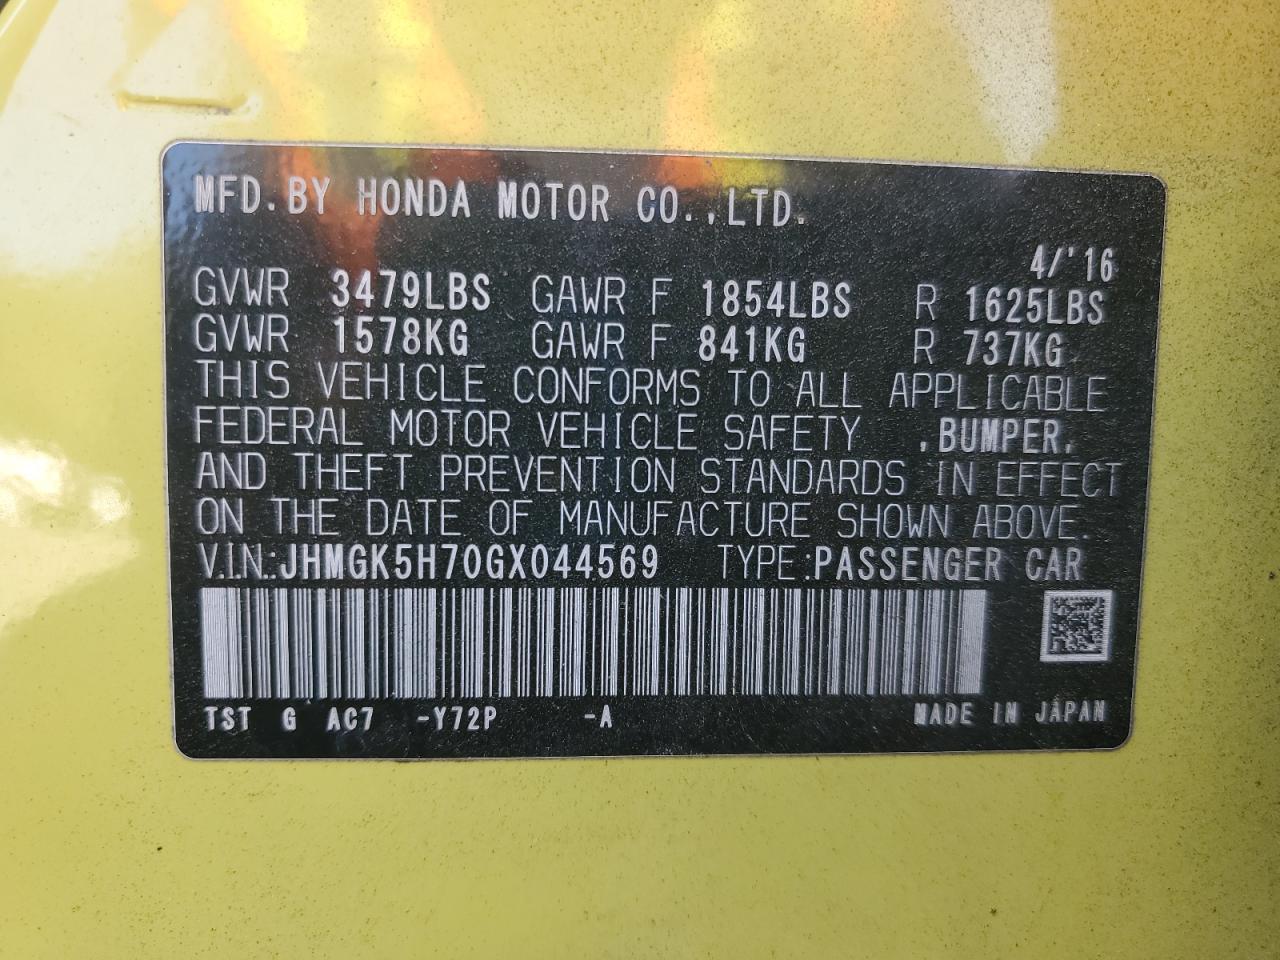 MFD.BY HONDA MOTOR CO.,LTD.
4/'16
GVWR 3479LBS GAWR F 1854LBS R 1625LBS
GVWR 1578KG GAWR F 841KG R 737KG
THIS VEHICLE CONFORMS TO ALL APPLICABLE
FEDERAL MOTOR VEHICLE SAFETY ,BUMPER,
AND THEFT PREVENTION STANDARDS IN EFFECT
ON THE DATE OF MANUFACTURE SHOWN ABOVE.
V.I.N.:JHMGK5H70GX044569 TYPE:PASSENGER CAR
TST G AC7 -Y72P -A MADE IN JAPAN